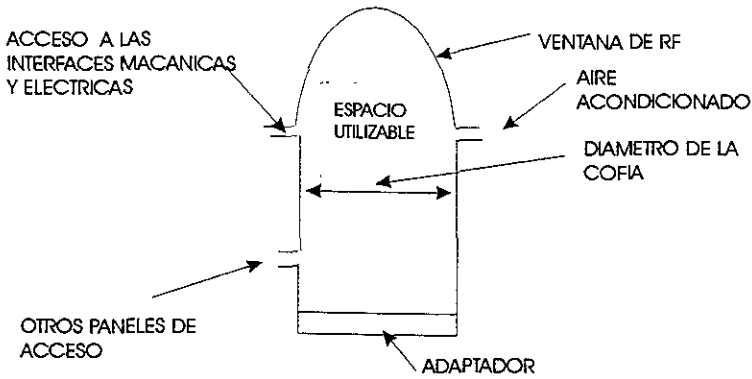 ACCESO A LAS
INTERFACES MACANICAS
Y ELECTRICAS
VENTANA DE RF
AIRE
ACONDICIONADO
ESPACIO
UTILIZABLE
DIAMETRO DE LA
COFIA
OTROS PANELES DE
ACCESO
ADAPTADOR